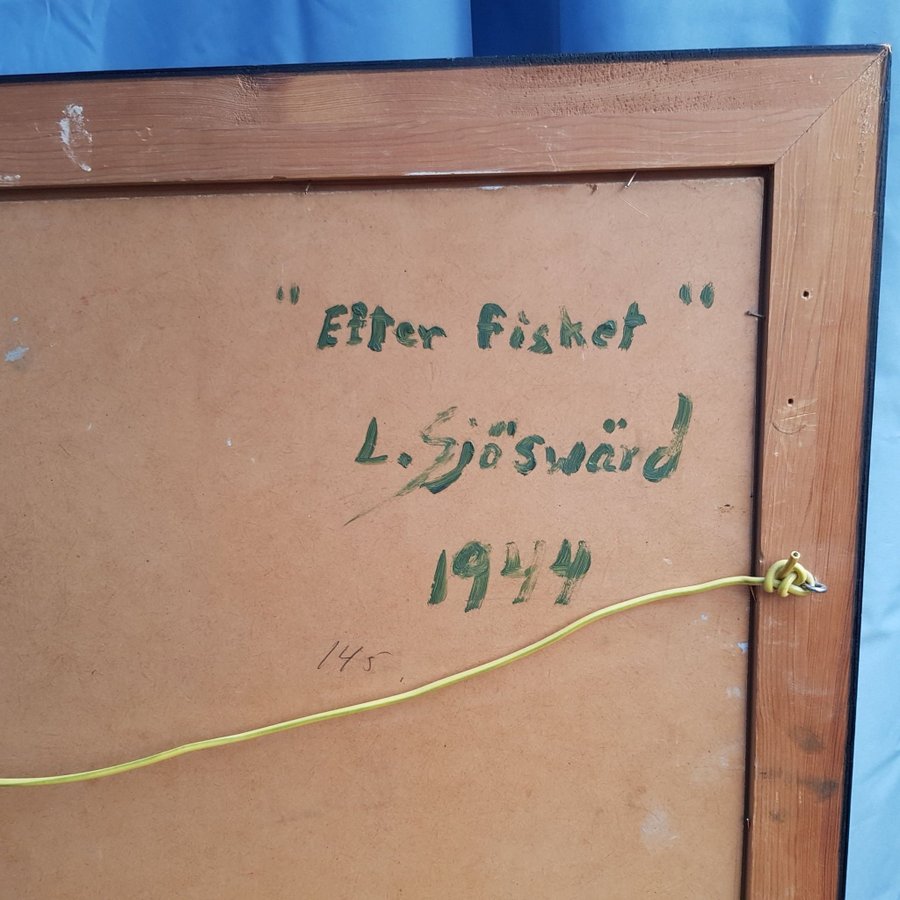 "Efter Fisket"
L. Sjöswärd
1944
145